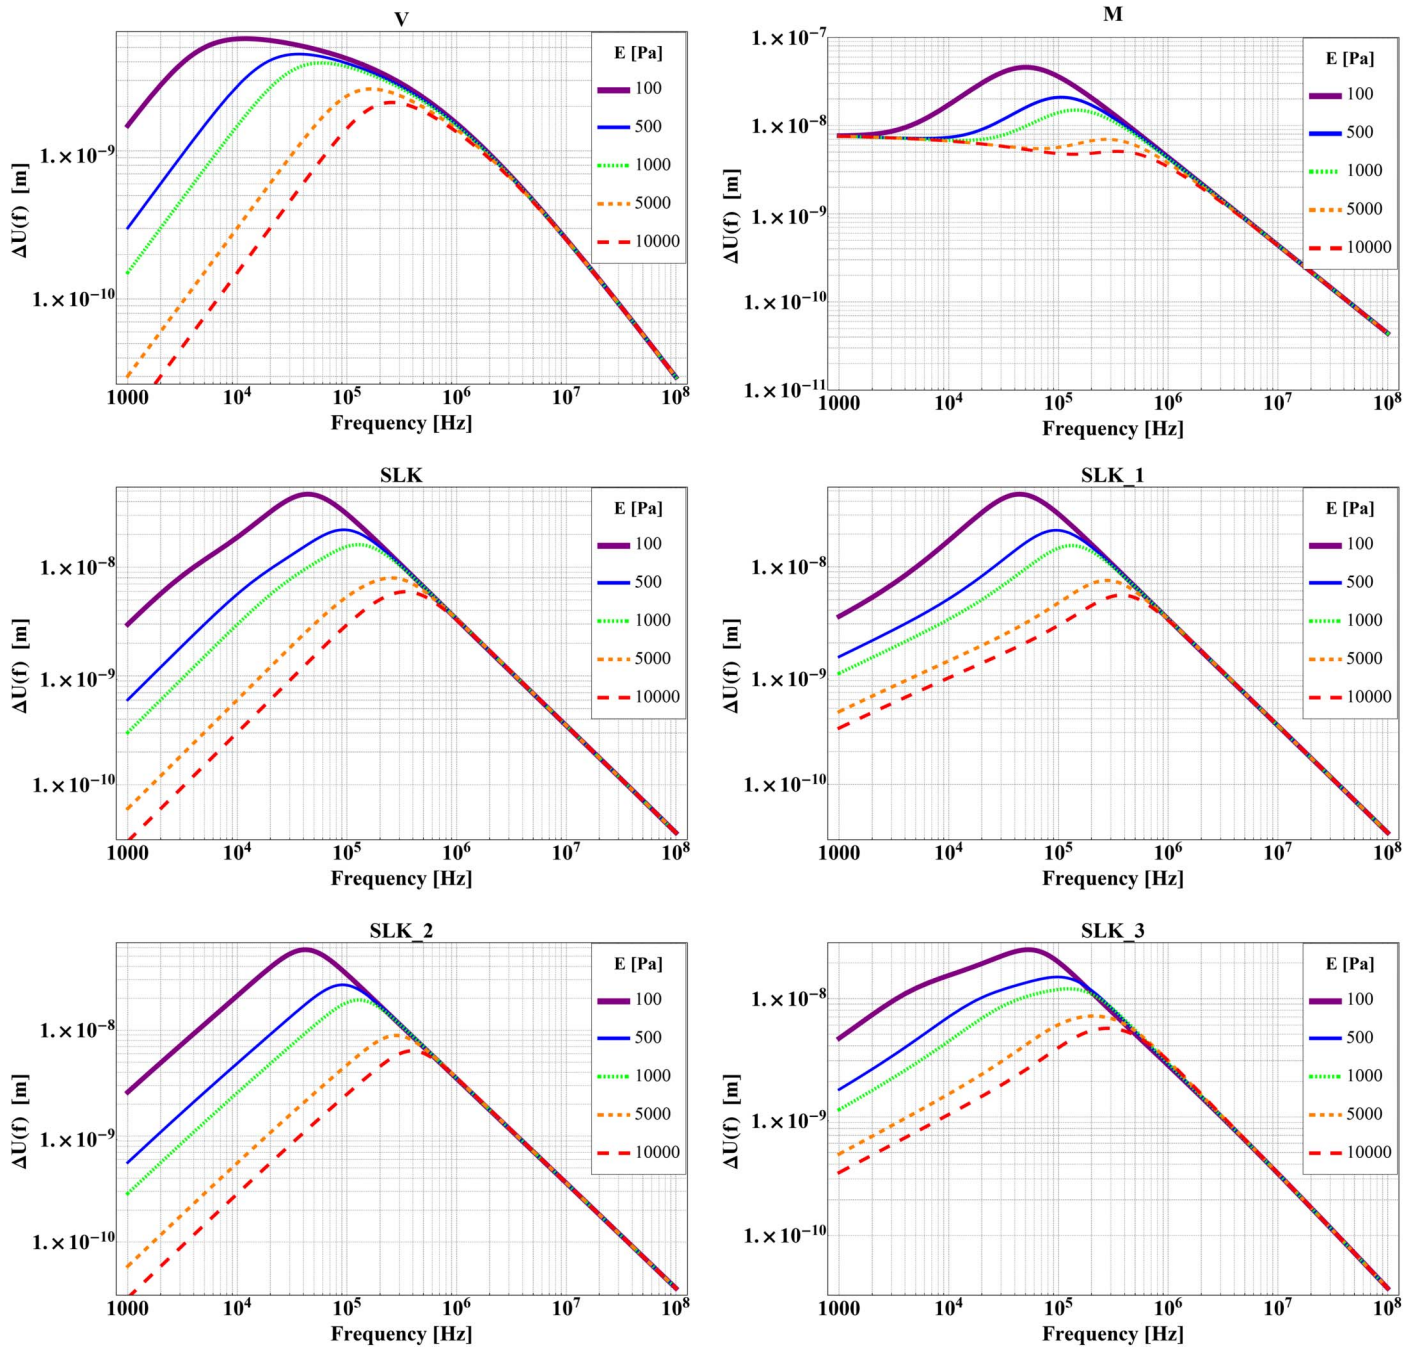 V
E [Pa]
100
500
1000
5000
10000
1.×10⁻⁹
1.×10⁻¹⁰
ΔU(f) [m]
1000 10⁴ 10⁵ 10⁶ 10⁷ 10⁸
Frequency [Hz]
M
E [Pa]
100
500
1000
5000
10000
1.×10⁻⁷
1.×10⁻⁸
1.×10⁻⁹
1.×10⁻¹⁰
1.×10⁻¹¹
ΔU(f) [m]
1000 10⁴ 10⁵ 10⁶ 10⁷ 10⁸
Frequency [Hz]
SLK
E [Pa]
100
500
1000
5000
10000
1.×10⁻⁸
1.×10⁻⁹
1.×10⁻¹⁰
ΔU(f) [m]
1000 10⁴ 10⁵ 10⁶ 10⁷ 10⁸
Frequency [Hz]
SLK_1
E [Pa]
100
500
1000
5000
10000
1.×10⁻⁸
1.×10⁻⁹
1.×10⁻¹⁰
ΔU(f) [m]
1000 10⁴ 10⁵ 10⁶ 10⁷ 10⁸
Frequency [Hz]
SLK_2
E [Pa]
100
500
1000
5000
10000
1.×10⁻⁸
1.×10⁻⁹
1.×10⁻¹⁰
ΔU(f) [m]
1000 10⁴ 10⁵ 10⁶ 10⁷ 10⁸
Frequency [Hz]
SLK_3
E [Pa]
100
500
1000
5000
10000
1.×10⁻⁸
1.×10⁻⁹
1.×10⁻¹⁰
ΔU(f) [m]
1000 10⁴ 10⁵ 10⁶ 10⁷ 10⁸
Frequency [Hz]